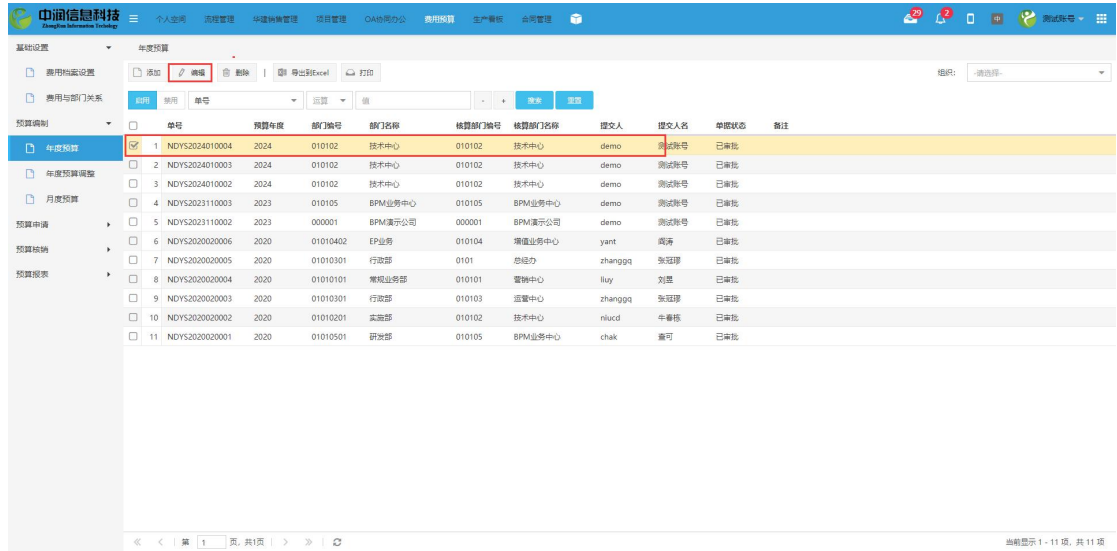 中润信息科技 个人空间 流程管理 华建销售管理 项目管理 OA协同办公 费用预算 生产看板 合同管理 29 2 中 测试账号
ZhongRun Information Technology
基础设置 年度预算
费用档案设置 添加 编辑 删除 导出到Excel 打印 组织: -请选择-
费用与部门关系 启用 禁用 单号 运算 值 - + 搜索 重置
预算编制 单号 预算年度 部门编号 部门名称 核算部门编号 核算部门名称 提交人 提交人名 单据状态 备注
年度预算 1 NDYS2024010004 2024 010102 技术中心 010102 技术中心 demo 测试账号 已审批
年度预算调整 2 NDYS2024010003 2024 010102 技术中心 010102 技术中心 demo 测试账号 已审批
3 NDYS2024010002 2024 010102 技术中心 010102 技术中心 demo 测试账号 已审批
月度预算 4 NDYS2023110003 2023 010105 BPM业务中心 010105 BPM业务中心 demo 测试账号 已审批
预算申请 5 NDYS2023110002 2023 000001 BPM演示公司 000001 BPM演示公司 demo 测试账号 已审批
预算核销 6 NDYS2020020006 2020 01010402 EP业务 010104 增值业务中心 yant 阎涛 已审批
7 NDYS2020020005 2020 01010301 行政部 0101 总经办 zhanggq 张冠璆 已审批
预算报表 8 NDYS2020020004 2020 01010101 常规业务部 010101 营销中心 liuy 刘昱 已审批
9 NDYS2020020003 2020 01010301 行政部 010103 运营中心 zhanggq 张冠璆 已审批
10 NDYS2020020002 2020 01010201 实施部 010102 技术中心 niucd 牛春栋 已审批
11 NDYS2020020001 2020 01010501 研发部 010105 BPM业务中心 chak 查可 已审批
第 1 页, 共1页 当前显示 1 - 11 项, 共 11 项